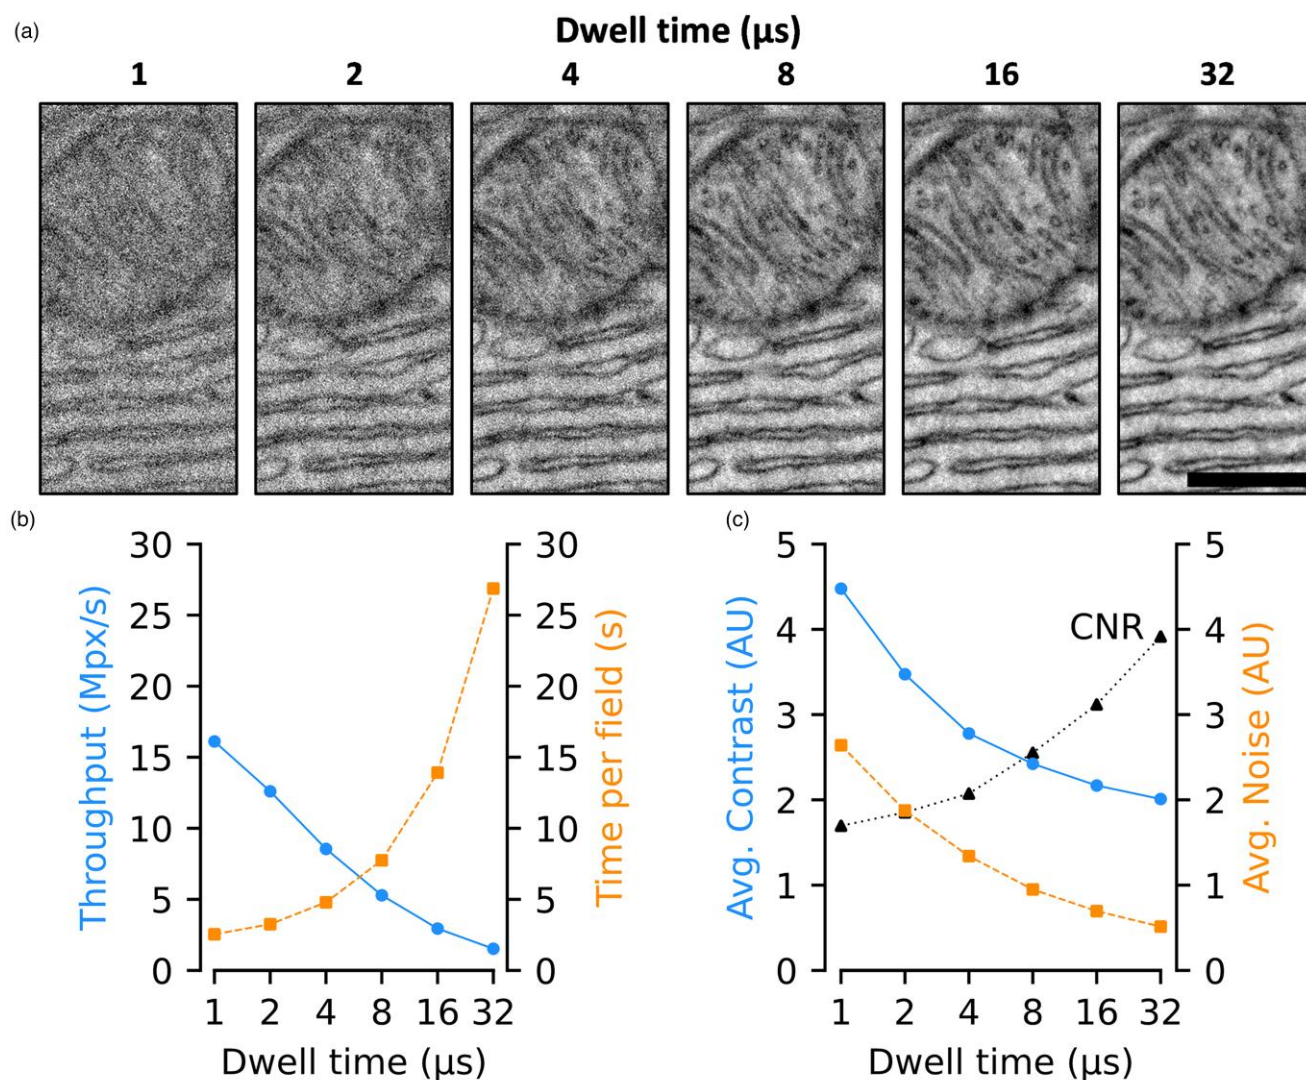 (a)
Dwell time (μs)
1 2 4 8 16 32
(b)
30
25
20
15
10
5
0
Throughput (Mpx/s)
30
25
20
15
10
5
0
Time per field (s)
1 2 4 8 16 32
Dwell time (μs)
(c)
5
4
3
2
1
0
Avg. Contrast (AU)
CNR
5
4
3
2
1
0
Avg. Noise (AU)
1 2 4 8 16 32
Dwell time (μs)